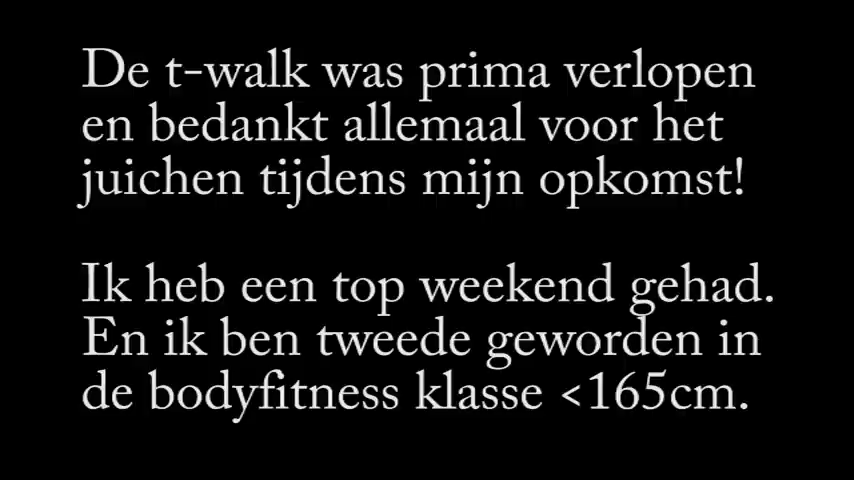 De t-walk was prima verlopen
en bedankt allemaal voor het
juichen tijdens mijn opkomst!
Ik heb een top weekend gehad.
En ik ben tweede geworden in
de bodyfitness klasse <165cm.